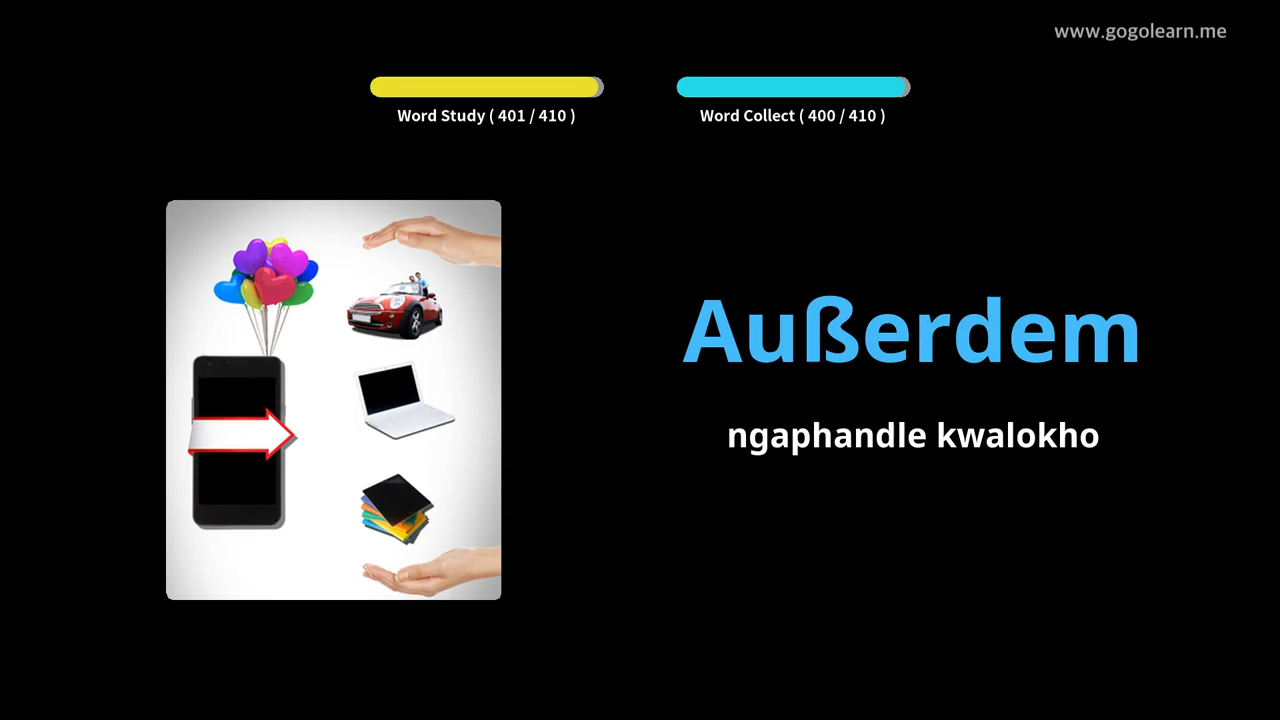 www.gogolearn.me
Word Study ( 401 / 410 )
Word Collect ( 400 / 410 )
Außerdem
ngaphandle kwalokho